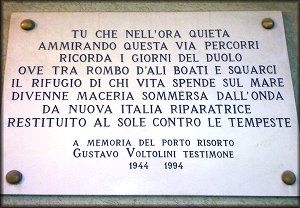 TU CHE NELL'ORA QUIETA
AMMIRANDO QUESTA VIA PERCORRI
RICORDA I GIORNI DEL DUOLO
OVE TRA ROMBO D'ALI BOATI E SQUARCI
IL RIFUGIO DI CHI VITA SPENDE SUL MARE
DIVENNE MACERIA SOMMERSA DALL'ONDA
DA NUOVA ITALIA RIPARATRICE
RESTITUITO AL SOLE CONTRO LE TEMPESTE
A MEMORIA DEL PORTO RISORTO
GUSTAVO VOLTOLINI TESTIMONE
1944 1994